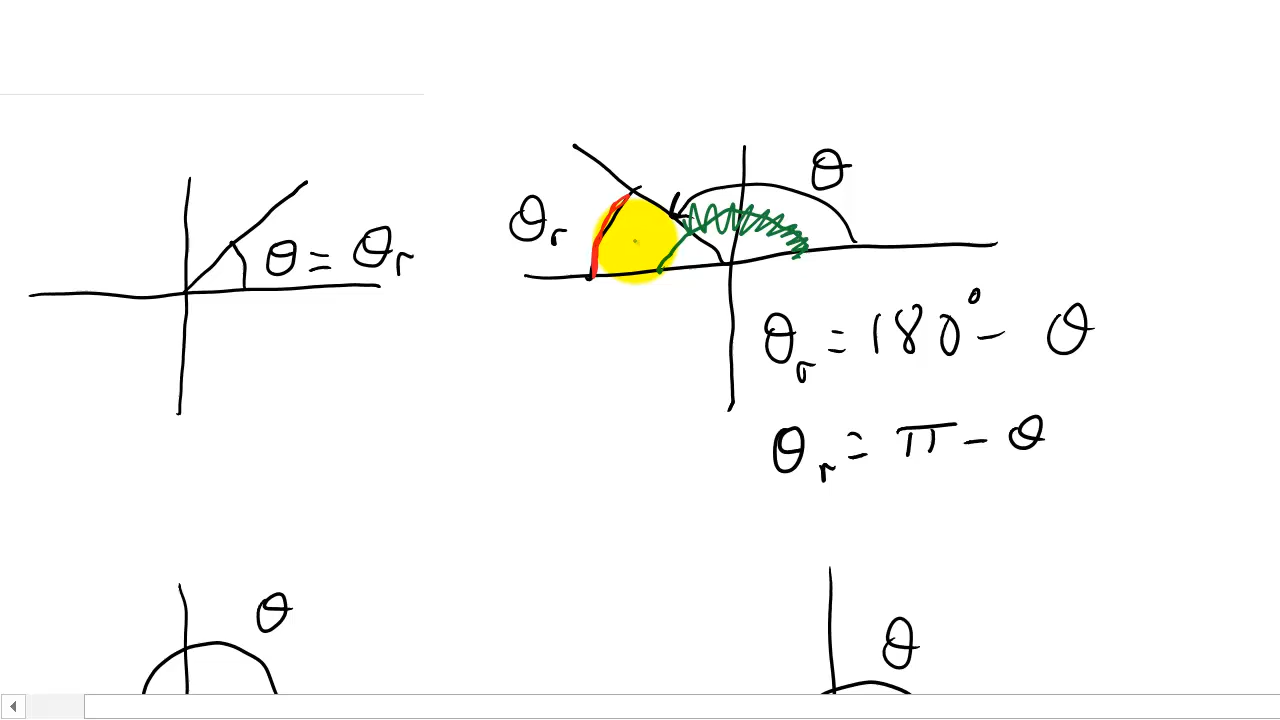 θ = θr
θr
θ
θr = 180° - θ
θr = π - θ
θ
θ